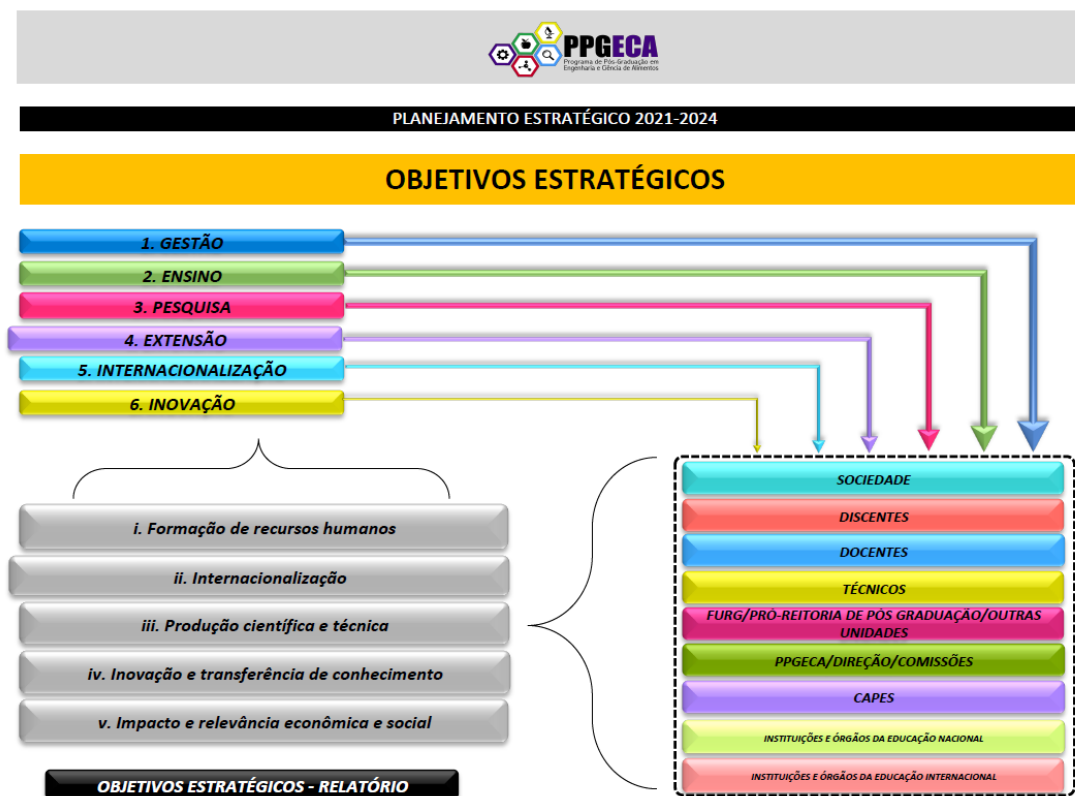 PPGECA
Programa de Pós-Graduação em
Engenharia e Ciência de Alimentos
PLANEJAMENTO ESTRATÉGICO 2021-2024
OBJETIVOS ESTRATÉGICOS
1. GESTÃO
2. ENSINO
3. PESQUISA
4. EXTENSÃO
5. INTERNACIONALIZAÇÃO
6. INOVAÇÃO
i. Formação de recursos humanos
ii. Internacionalização
iii. Produção científica e técnica
iv. Inovação e transferência de conhecimento
v. Impacto e relevância econômica e social
OBJETIVOS ESTRATÉGICOS - RELATÓRIO
SOCIEDADE
DISCENTES
DOCENTES
TÉCNICOS
FURG/PRÓ-REITORIA DE PÓS GRADUAÇÃO/OUTRAS
UNIDADES
PPGECA/DIREÇÃO/COMISSÕES
CAPES
INSTITUIÇÕES E ÓRGÃOS DA EDUCAÇÃO NACIONAL
INSTITUIÇÕES E ÓRGÃOS DA EDUCAÇÃO INTERNACIONAL